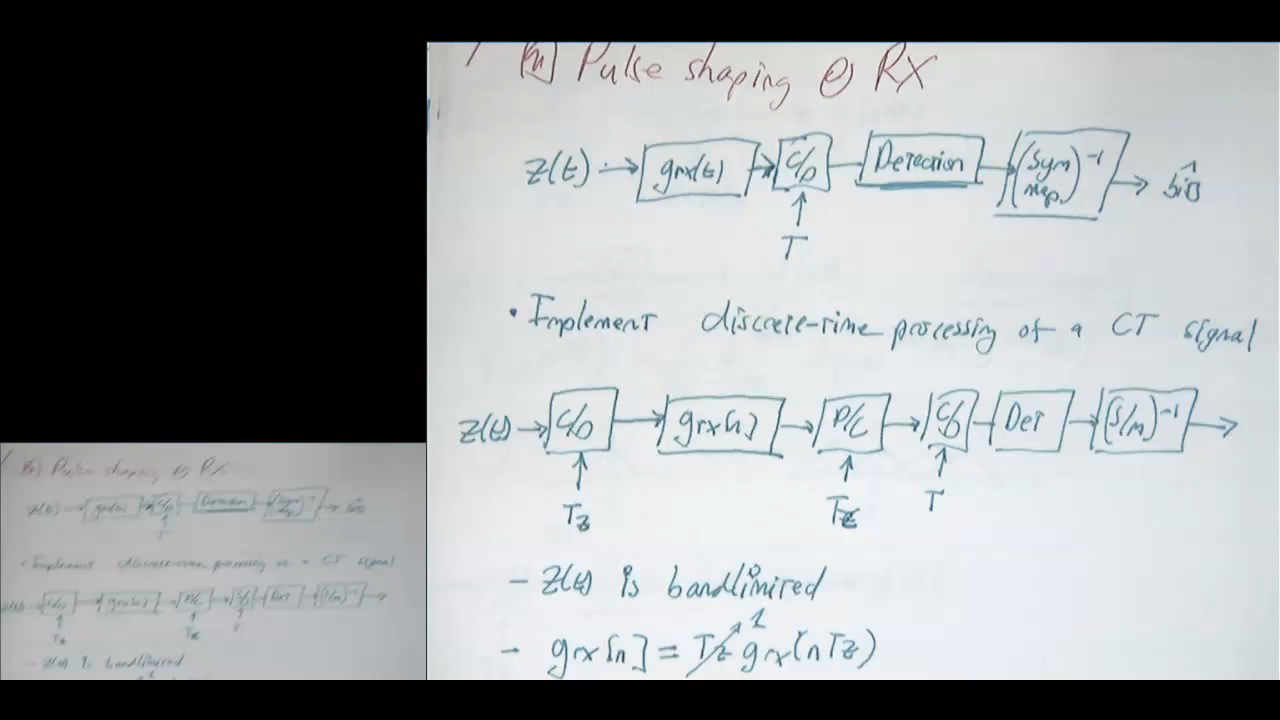 Pulse shaping @ RX
z(t) → grx(t) → C/D → Detection → (Sym map)⁻¹ → bits
T
• Implement discrete-time processing of a CT signal
z(t) → C/D → grx[n] → D/C → C/D → Det → (S/m)⁻¹ →
Tz Tz T
- z(t) is bandlimited
- grx[n] = Tz 1 grx(nTz)